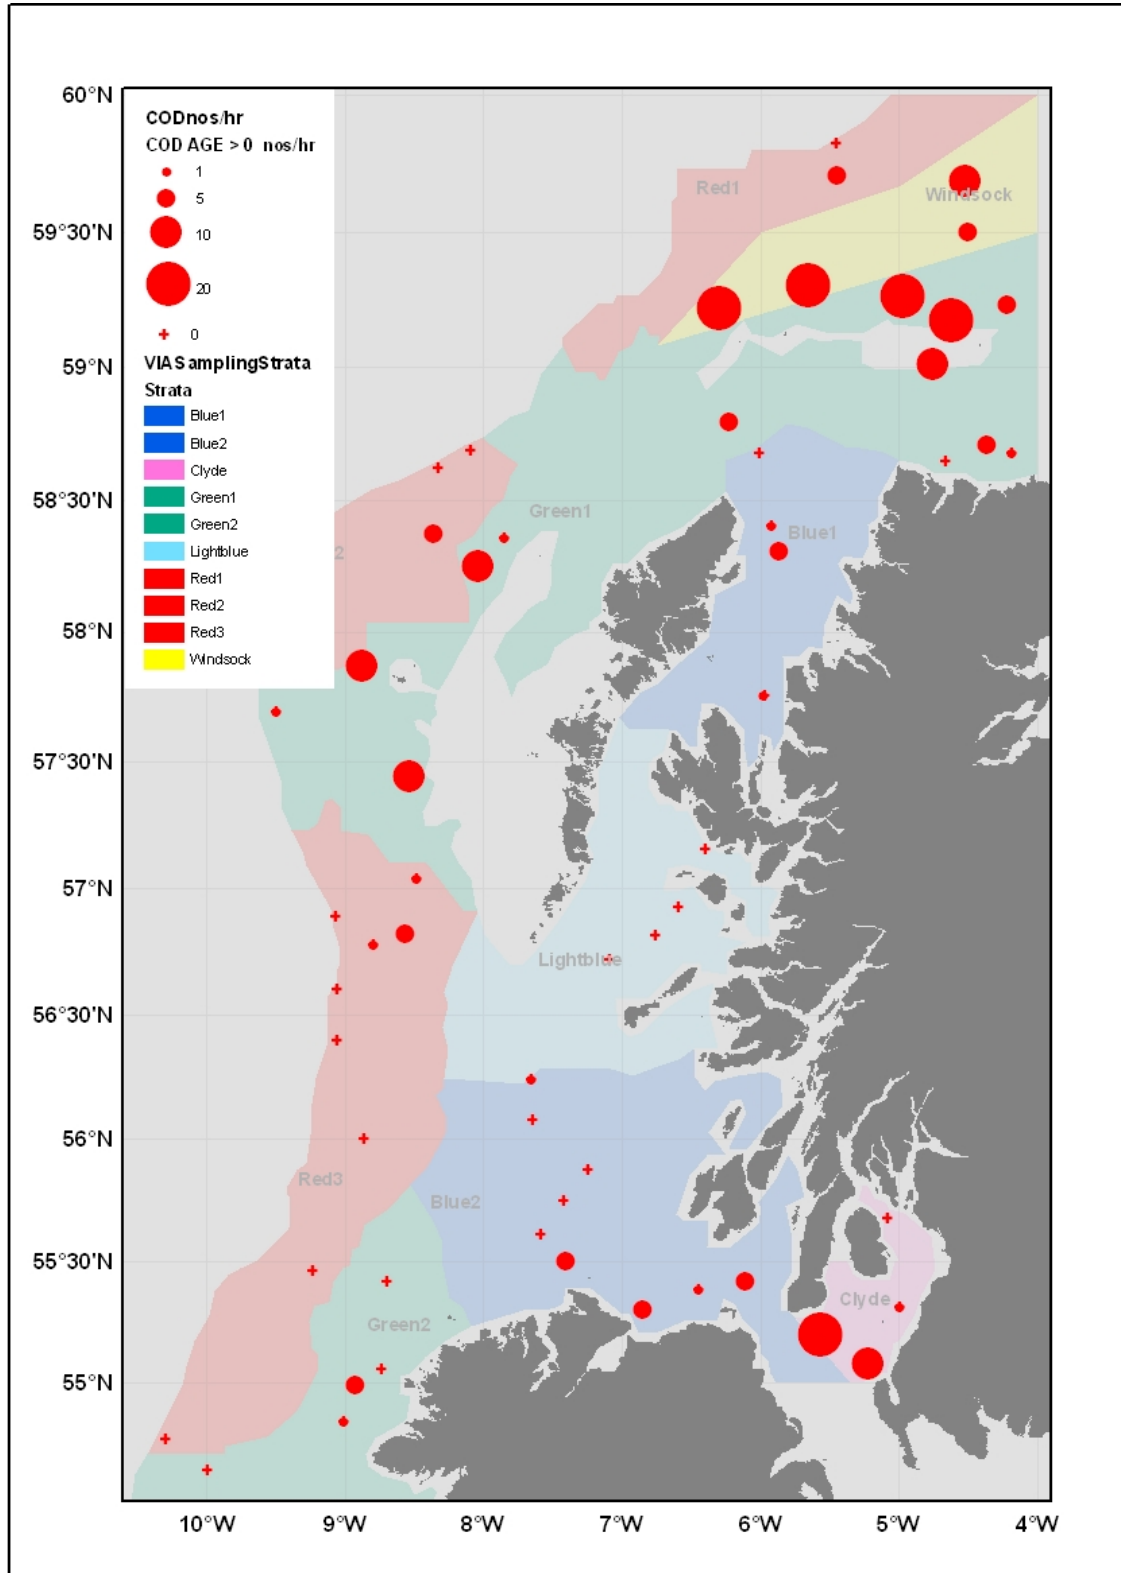 60°N
59°30'N
59°N
58°30'N
58°N
57°30'N
57°N
56°30'N
56°N
55°30'N
55°N
CODnos/hr
COD AGE > 0 nos/hr
1
5
10
20
0
VIASamplingStrata
Strata
Blue1
Blue2
Clyde
Green1
Green2
Lightblue
Red1
Red2
Red3
Windsock
Red1
Windsock
Green1
Blue1
2
Lightblue
Red3
Blue2
Clyde
Green2
10°W
9°W
8°W
7°W
6°W
5°W
4°W